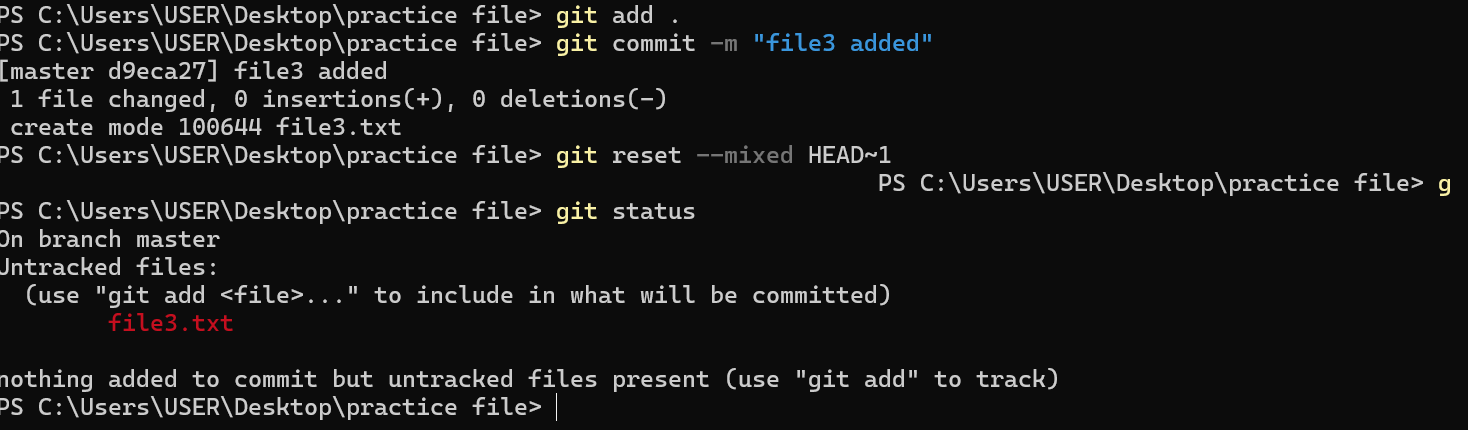 PS C:\Users\USER\Desktop\practice file> git add .
PS C:\Users\USER\Desktop\practice file> git commit -m "file3 added"
[master d9eca27] file3 added
 1 file changed, 0 insertions(+), 0 deletions(-)
 create mode 100644 file3.txt
PS C:\Users\USER\Desktop\practice file> git reset --mixed HEAD~1
PS C:\Users\USER\Desktop\practice file> g
PS C:\Users\USER\Desktop\practice file> git status
On branch master
Untracked files:
  (use "git add <file>..." to include in what will be committed)
        file3.txt
nothing added to commit but untracked files present (use "git add" to track)
PS C:\Users\USER\Desktop\practice file>